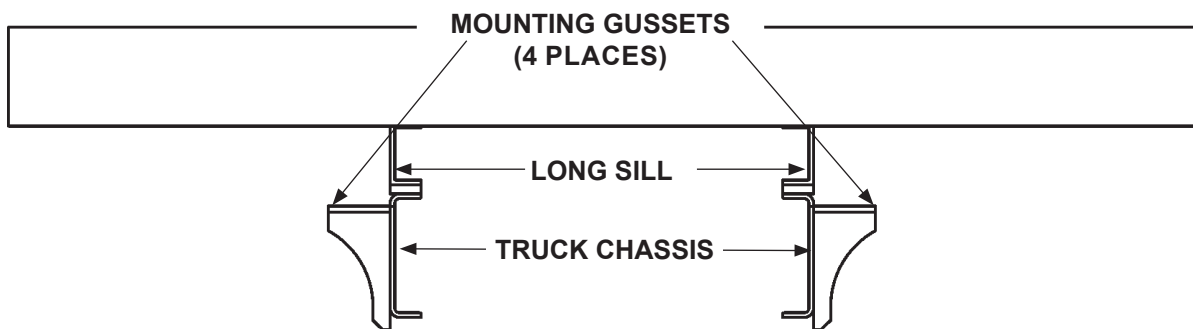 MOUNTING GUSSETS
(4 PLACES)
LONG SILL
TRUCK CHASSIS